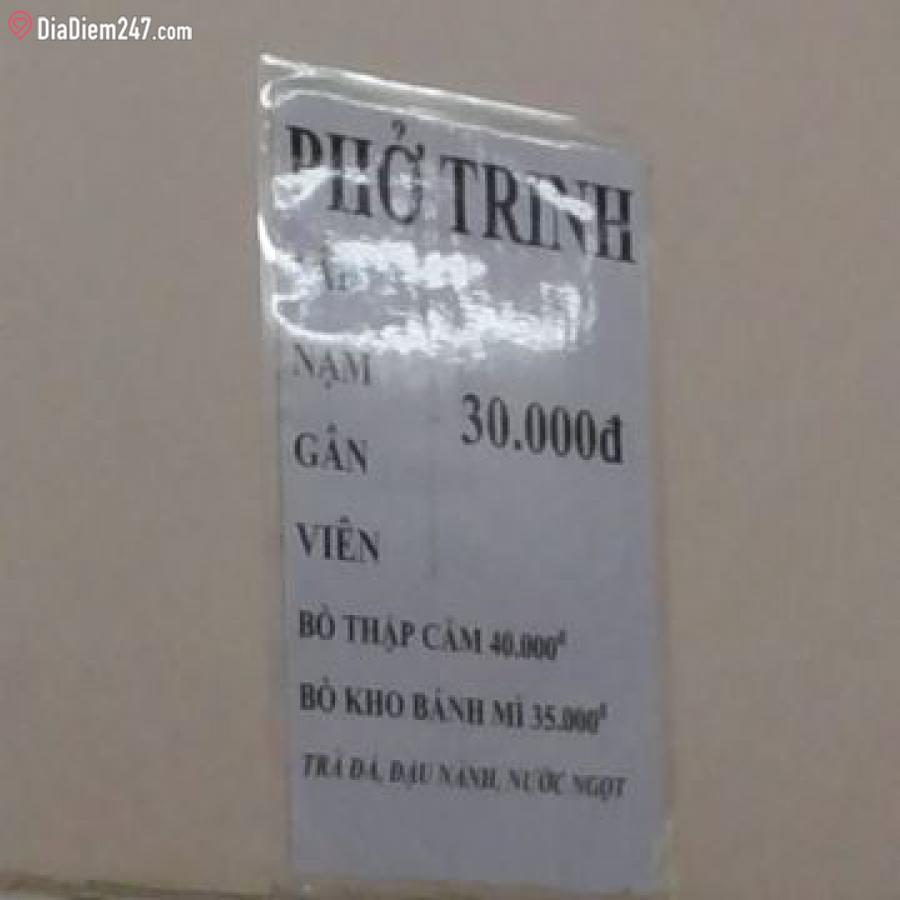 DiaDiem247.com
PHỞ TRINH
NẠM
30.000đ
GÂN
VIÊN
BÒ THẬP CẨM 40.000đ
BÒ KHO BÁNH MÌ 35.000đ
TRÀ ĐÁ, ĐẬU NÀNH, NƯỚC NGỌT